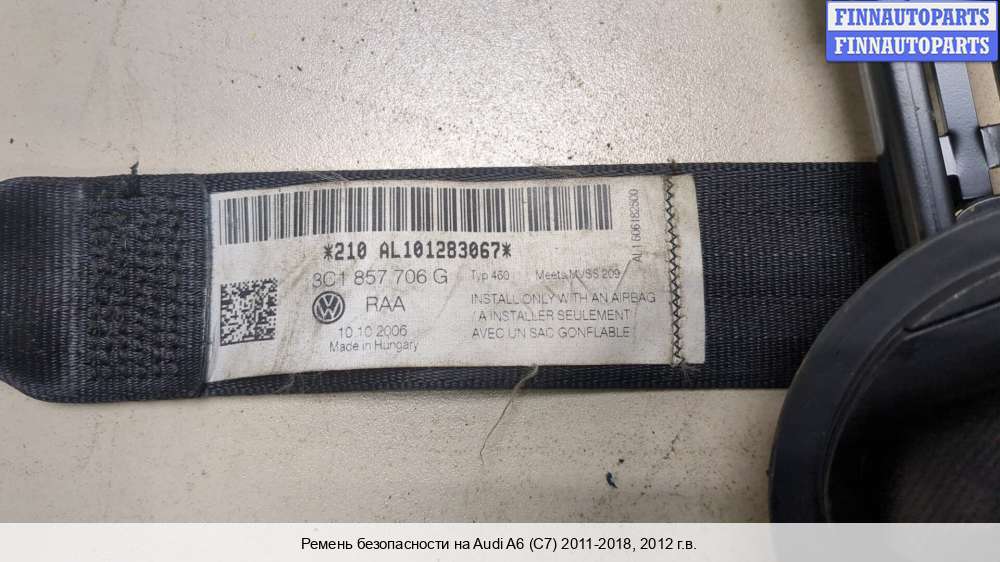 FINNAUTOPARTS
FINNAUTOPARTS
*210 AL101283067*
3C1 857 706 G
RAA
10.10.2006
Made in Hungary
Typ 460 Meets MVSS 209
INSTALL ONLY WITH AN AIRBAG
A INSTALLER SEULEMENT
AVEC UN SAC GONFLABLE
Ремень безопасности на Audi A6 (C7) 2011-2018, 2012 г.в.